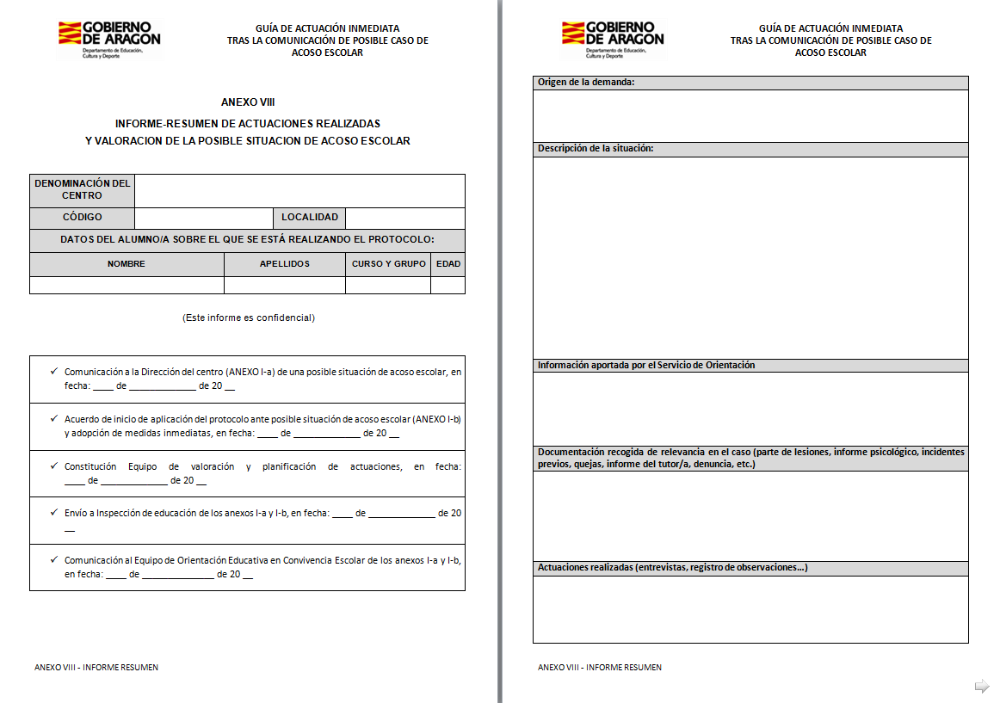 GOBIERNO
DE ARAGON
Departamento de Educación,
Cultura y Deporte
GUÍA DE ACTUACIÓN INMEDIATA
TRAS LA COMUNICACIÓN DE POSIBLE CASO DE
ACOSO ESCOLAR
ANEXO VIII
INFORME-RESUMEN DE ACTUACIONES REALIZADAS
Y VALORACION DE LA POSIBLE SITUACION DE ACOSO ESCOLAR
DENOMINACIÓN DEL
CENTRO
CÓDIGO
LOCALIDAD
DATOS DEL ALUMNO/A SOBRE EL QUE SE ESTÁ REALIZANDO EL PROTOCOLO:
NOMBRE
APELLIDOS
CURSO Y GRUPO
EDAD
(Este informe es confidencial)
✓ Comunicación a la Dirección del centro (ANEXO I-a) de una posible situación de acoso escolar, en
fecha: ____ de _____________ de 20 __
✓ Acuerdo de inicio de aplicación del protocolo ante posible situación de acoso escolar (ANEXO I-b)
y adopción de medidas inmediatas, en fecha: ____ de _____________ de 20 __
✓ Constitución Equipo de valoración y planificación de actuaciones, en fecha:
____ de _____________ de 20 __
✓ Envío a Inspección de educación de los anexos I-a y I-b, en fecha: ____ de _____________ de 20
__
✓ Comunicación al Equipo de Orientación Educativa en Convivencia Escolar de los anexos I-a y I-b,
en fecha: ____ de ______________ de 20 __
ANEXO VIII - INFORME RESUMEN
GOBIERNO
DE ARAGON
Departamento de Educación,
Cultura y Deporte
GUÍA DE ACTUACIÓN INMEDIATA
TRAS LA COMUNICACIÓN DE POSIBLE CASO DE
ACOSO ESCOLAR
Origen de la demanda:
Descripción de la situación:
Información aportada por el Servicio de Orientación
Documentación recogida de relevancia en el caso (parte de lesiones, informe psicológico, incidentes
previos, quejas, informe del tutor/a, denuncia, etc.)
Actuaciones realizadas (entrevistas, registro de observaciones...)
ANEXO VIII - INFORME RESUMEN